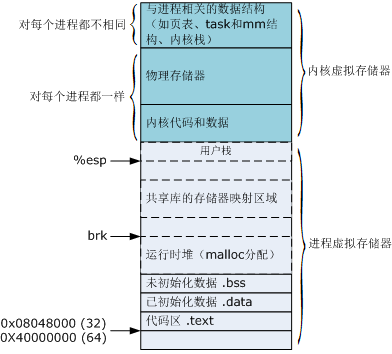 对每个进程都不相同
与进程相关的数据结构
（如页表、task和mm结
构、内核栈）
内核虚拟存储器
物理存储器
对每个进程都一样
内核代码和数据
用户栈
%esp
共享库的存储器映射区域
brk
进程虚拟存储器
运行时堆（malloc分配）
未初始化数据 .bss
已初始化数据 .data
代码区 .text
0x08048000 (32)
0X40000000 (64)